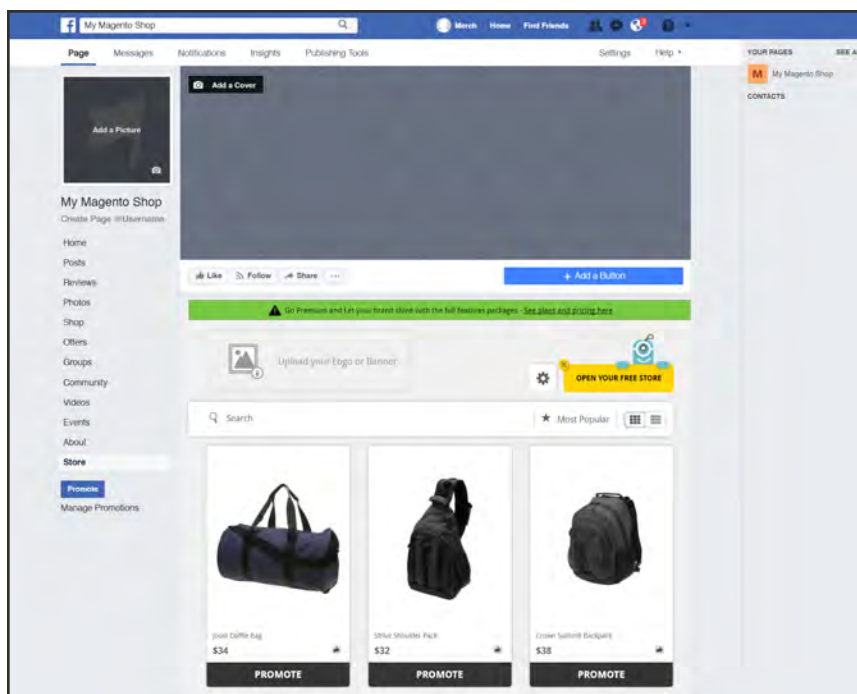 My Magento Shop
Merch Home Find Friends
Page Messages Notifications Insights Publishing Tools Settings Help
YOUR PAGES SEE A
M My Magento Shop
CONTACTS
Add a Cover
Add a Picture
My Magento Shop
Create Page @Username
Home
Posts
Reviews
Photos
Shop
Offers
Groups
Community
Videos
Events
About
Store
Promote
Manage Promotions
Like Follow Share ...
+ Add a Button
Go Premium and Let your brand store with the full features packages - See plans and pricing here
Upload your Logo or Banner
OPEN YOUR FREE STORE
Search Most Popular
Joust Duffle Bag Strive Shoulder Pack Crown Summit Backpack
$34 $32 $38
PROMOTE PROMOTE PROMOTE